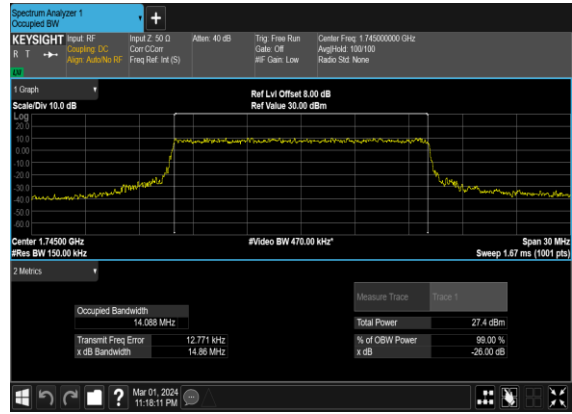 Spectrum Analyzer 1
Occupied BW
KEYSIGHT Input: RF Input Z: 50 Ω Atten: 40 dB Trig: Free Run Center Freq: 1.745000000 GHz
R T Coupling: DC Corr CCorr Gate: Off Avg|Hold: 100/100
Align: Auto/No RF Freq Ref: Int (S) #IF Gain: Low Radio Std: None
LW
1 Graph
Ref Lvl Offset 8.00 dB
Scale/Div 10.0 dB Ref Value 30.00 dBm
Log
20.0
10.0
0.00
-10.0
-20.0
-30.0
-40.0
-50.0
-60.0
Center 1.74500 GHz #Video BW 470.00 kHz* Span 30 MHz
#Res BW 150.00 kHz Sweep 1.67 ms (1001 pts)
2 Metrics
Measure Trace Trace 1
Occupied Bandwidth
14.088 MHz Total Power 27.4 dBm
Transmit Freq Error 12.771 kHz % of OBW Power 99.00 %
x dB Bandwidth 14.86 MHz x dB -26.00 dB
?
Mar 01, 2024
11:18:11 PM